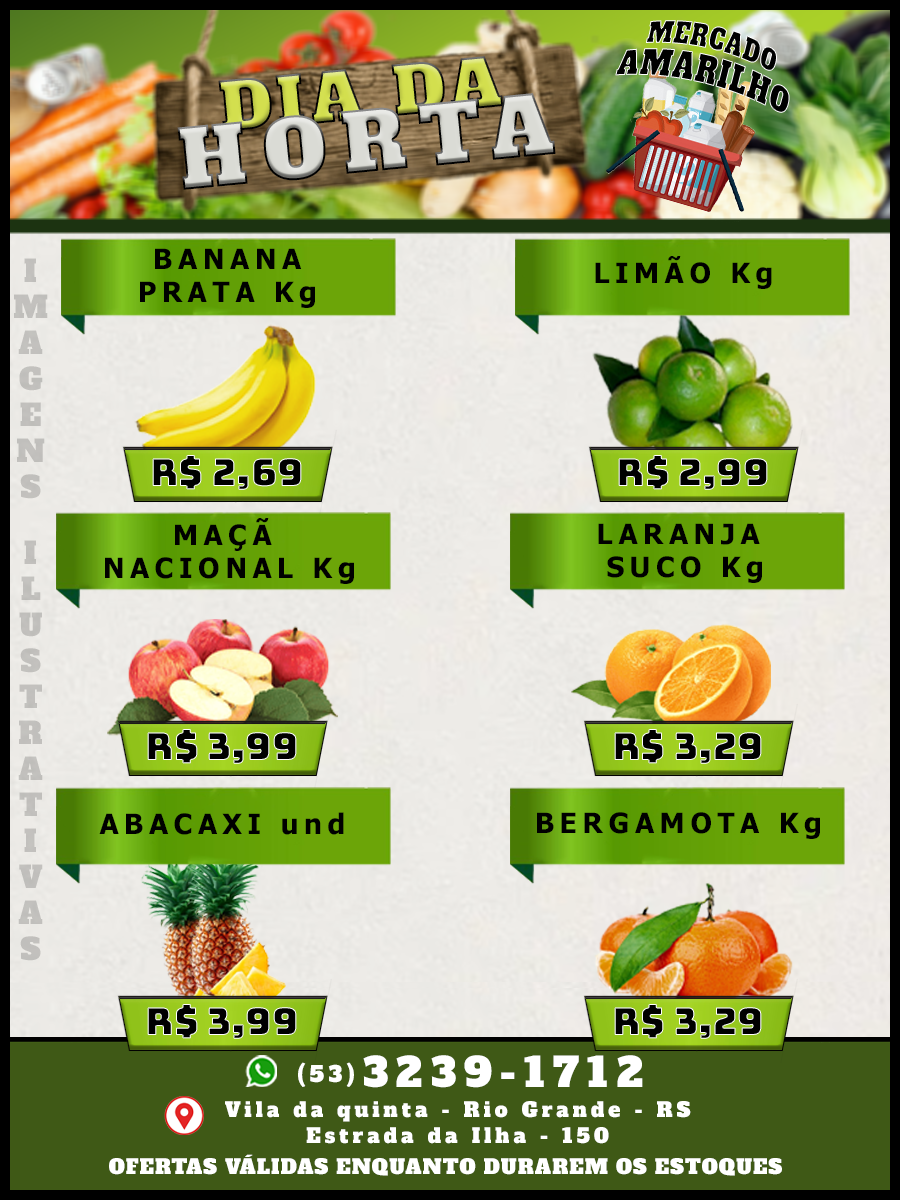 DIA DA
HORTA
MERCADO
AMARILHO
IMAGENS ILUSTRATIVAS
BANANA
PRATA Kg
R$ 2,69
LIMÃO Kg
R$ 2,99
MAÇÃ
NACIONAL Kg
R$ 3,99
LARANJA
SUCO Kg
R$ 3,29
ABACAXI und
R$ 3,99
BERGAMOTA Kg
R$ 3,29
(53) 3239-1712
Vila da quinta - Rio Grande - RS
Estrada da Ilha - 150
OFERTAS VÁLIDAS ENQUANTO DURAREM OS ESTOQUES